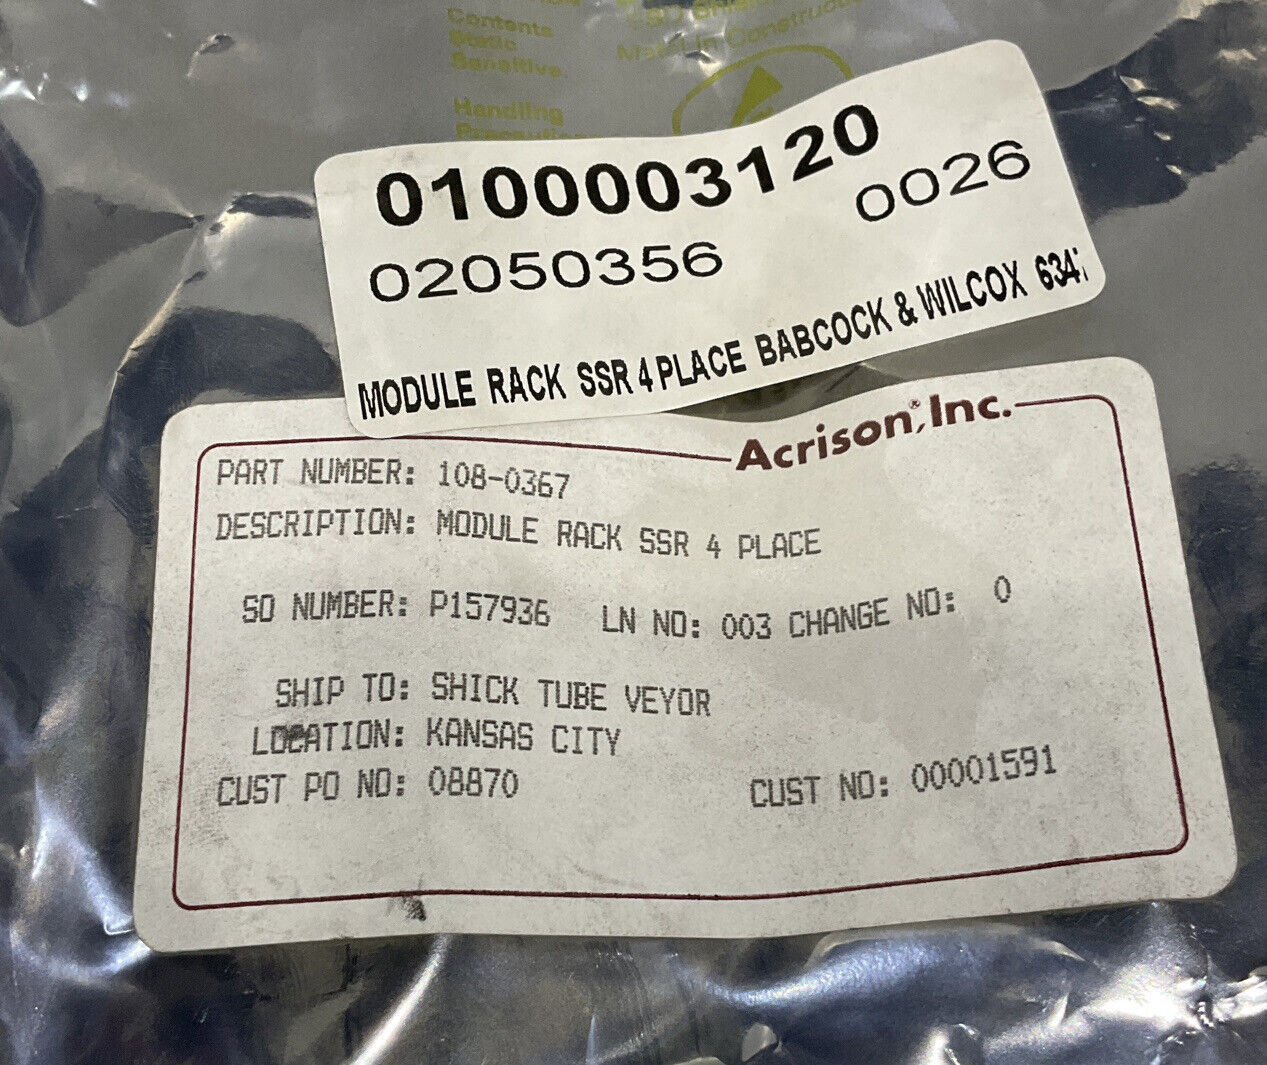 Contents
Static
Sensitive
Handling
0100003120
0026
02050356
MODULE RACK SSR 4 PLACE BABCOCK & WILCOX
Acrison®, Inc.
PART NUMBER: 108-0367
DESCRIPTION: MODULE RACK SSR 4 PLACE
SO NUMBER: P157936 LN NO: 003 CHANGE NO: 0
SHIP TO: SHICK TUBE VEYOR
LOCATION: KANSAS CITY
CUST PO NO: 08870 CUST NO: 00001591